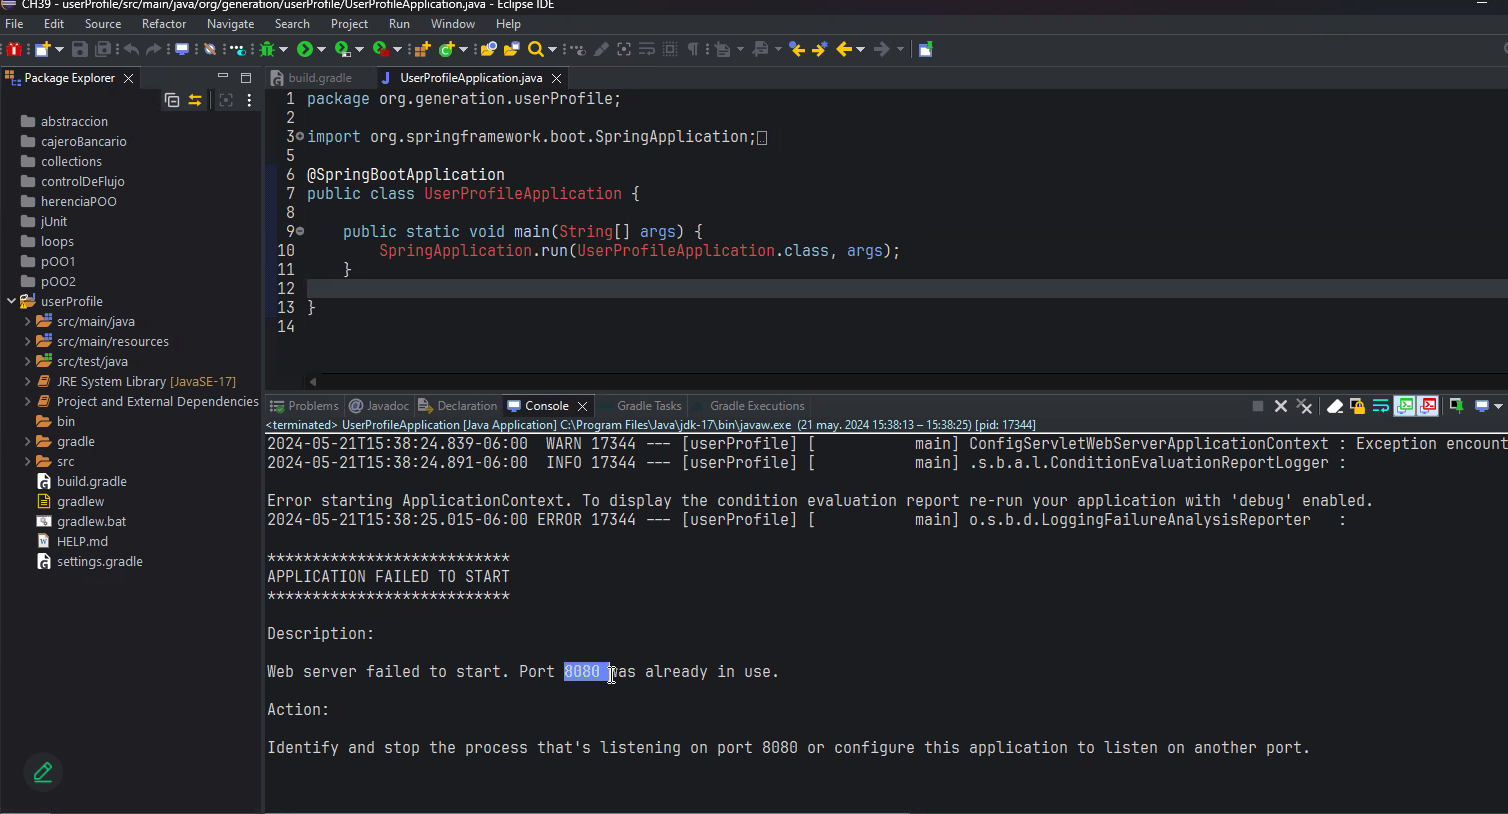 CH39 - userProfile/src/main/java/org/generation/userProfile/UserProfileApplication.java - Eclipse IDE
File Edit Source Refactor Navigate Search Project Run Window Help
Package Explorer
abstraccion
cajeroBancario
collections
controlDeFlujo
herenciaPOO
jUnit
loops
pOO1
pOO2
userProfile
src/main/java
src/main/resources
src/test/java
JRE System Library [JavaSE-17]
Project and External Dependencies
bin
gradle
src
build.gradle
gradlew
gradlew.bat
HELP.md
settings.gradle
build.gradle UserProfileApplication.java
1 package org.generation.userProfile;
2
3 import org.springframework.boot.SpringApplication;
5
6 @SpringBootApplication
7 public class UserProfileApplication {
8
9 public static void main(String[] args) {
10 SpringApplication.run(UserProfileApplication.class, args);
11 }
12
13 }
14
Problems Javadoc Declaration Console Gradle Tasks Gradle Executions
<terminated> UserProfileApplication [Java Application] C:\Program Files\Java\jdk-17\bin\javaw.exe (21 may. 2024 15:38:13 – 15:38:25) [pid: 17344]
2024-05-21T15:38:24.839-06:00 WARN 17344 --- [userProfile] [ main] ConfigServletWebServerApplicationContext : Exception encount
2024-05-21T15:38:24.891-06:00 INFO 17344 --- [userProfile] [ main] .s.b.a.l.ConditionEvaluationReportLogger :
Error starting ApplicationContext. To display the condition evaluation report re-run your application with 'debug' enabled.
2024-05-21T15:38:25.015-06:00 ERROR 17344 --- [userProfile] [ main] o.s.b.d.LoggingFailureAnalysisReporter :
***************************
APPLICATION FAILED TO START
***************************
Description:
Web server failed to start. Port 8080 was already in use.
Action:
Identify and stop the process that's listening on port 8080 or configure this application to listen on another port.